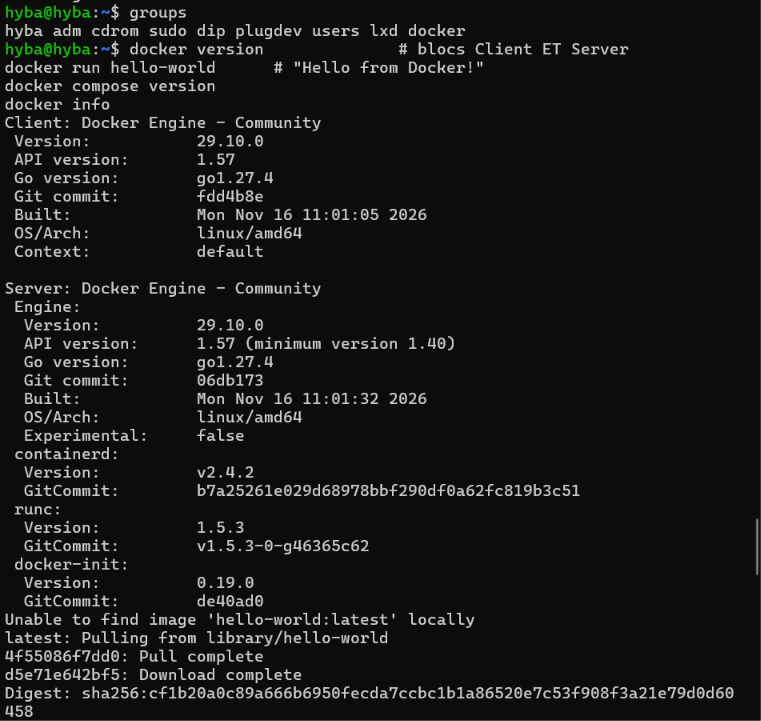 hyba@hyba:~$ groups
hyba adm cdrom sudo dip plugdev users lxd docker
hyba@hyba:~$ docker version # blocs Client ET Server
docker run hello-world # "Hello from Docker!"
docker compose version
docker info
Client: Docker Engine - Community
Version: 29.10.0
API version: 1.57
Go version: go1.27.4
Git commit: fdd4b8e
Built: Mon Nov 16 11:01:05 2026
OS/Arch: linux/amd64
Context: default
Server: Docker Engine - Community
Engine:
Version: 29.10.0
API version: 1.57 (minimum version 1.40)
Go version: go1.27.4
Git commit: 06db173
Built: Mon Nov 16 11:01:32 2026
OS/Arch: linux/amd64
Experimental: false
containerd:
Version: v2.4.2
GitCommit: b7a25261e029d68978bbf290df0a62fc819b3c51
runc:
Version: 1.5.3
GitCommit: v1.5.3-0-g46365c62
docker-init:
Version: 0.19.0
GitCommit: de40ad0
Unable to find image 'hello-world:latest' locally
latest: Pulling from library/hello-world
4f55086f7dd0: Pull complete
d5e71e642bf5: Download complete
Digest: sha256:cf1b20a0c89a666b6950fecda7ccbc1b1a86520e7c53f908f3a21e79d0d60
458